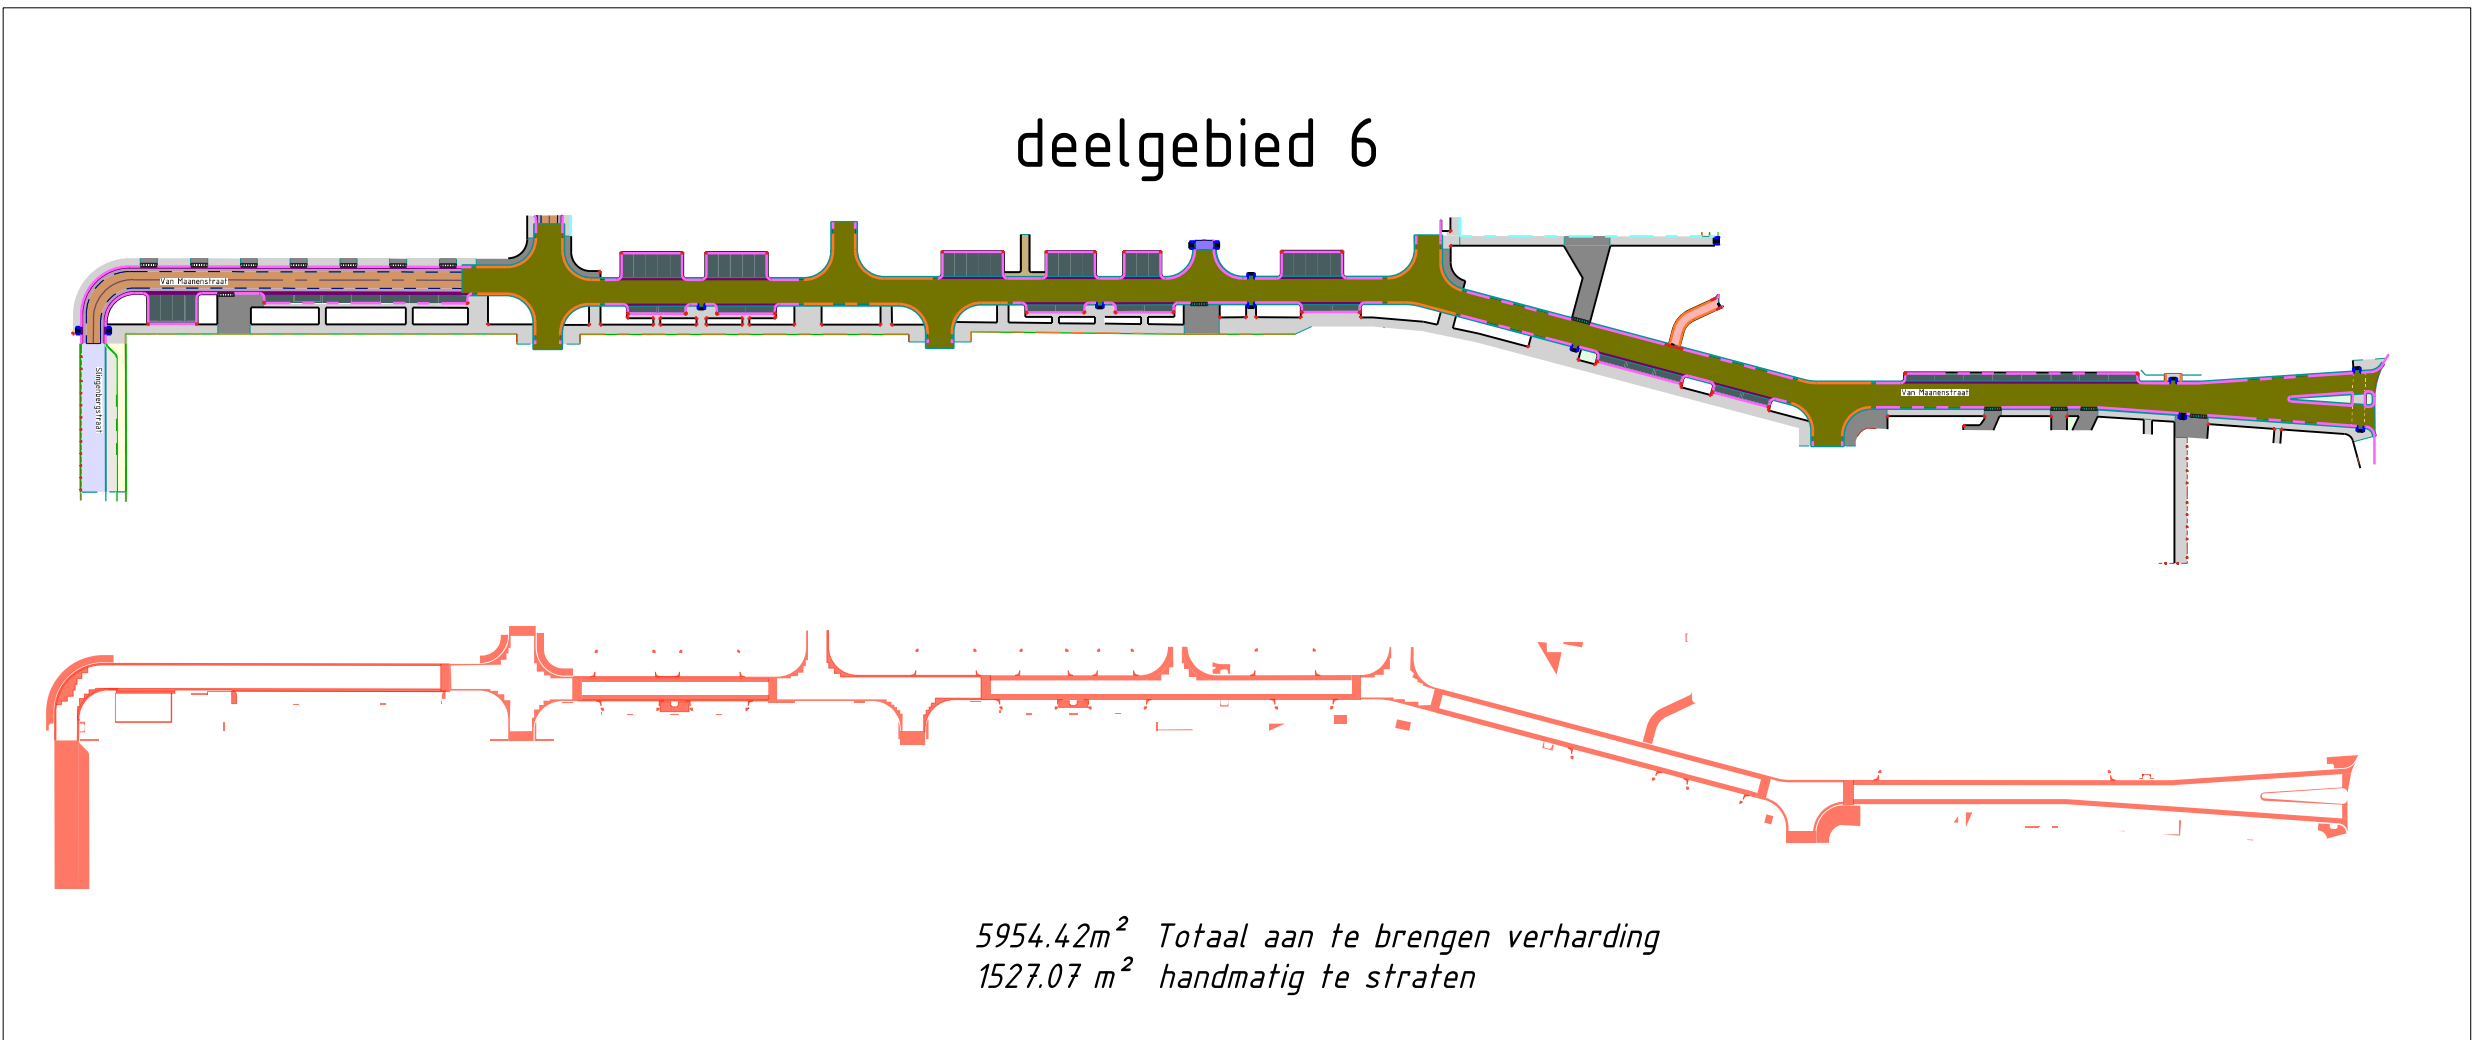 deelgebied 6
Van Maanenstraat
Slingenbergstraat
Van Maanenstraat
5954.42m² Totaal aan te brengen verharding
1527.07 m² handmatig te straten